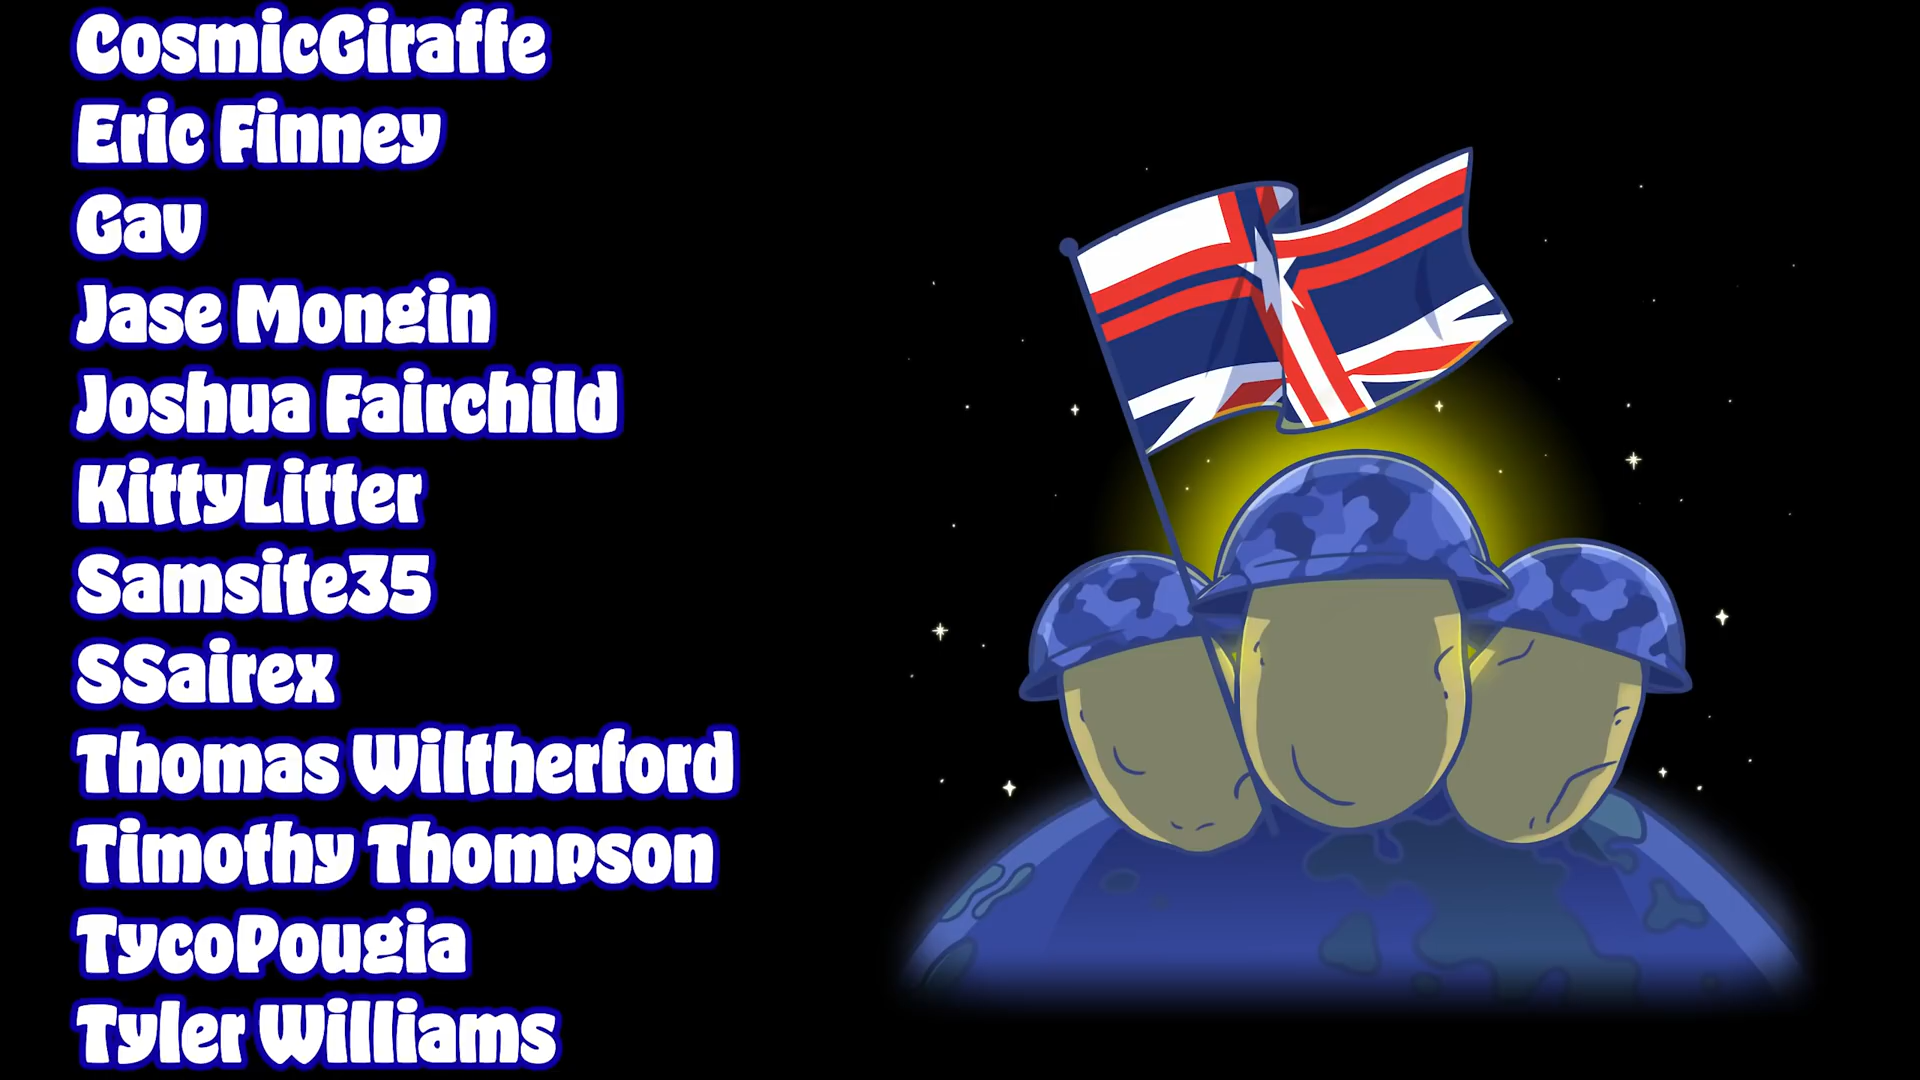 CosmicGiraffe
Eric Finney
Gav
Jase Mongin
Joshua Fairchild
KittyLitter
Samsite35
SSairex
Thomas Wiltherford
Timothy Thompson
TycoPougia
Tyler Williams